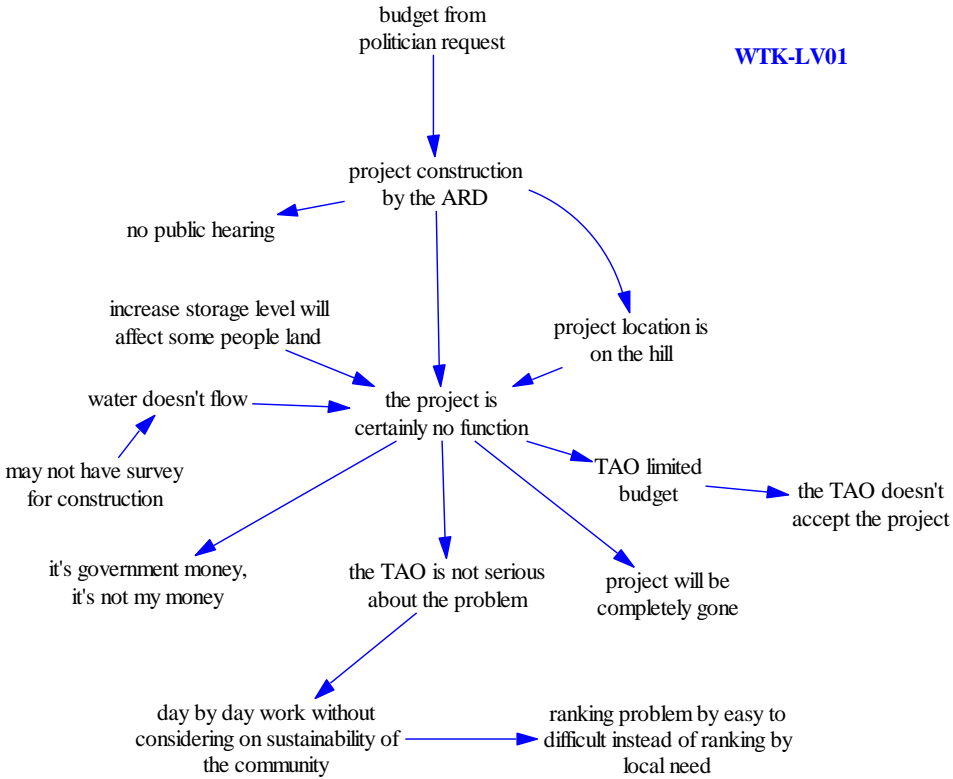 budget from
politician request
WTK-LV01
project construction
by the ARD
no public hearing
increase storage level will
affect some people land
project location is
on the hill
water doesn't flow
the project is
certainly no function
may not have survey
for construction
TAO limited
budget
the TAO doesn't
accept the project
it's government money,
it's not my money
the TAO is not serious
about the problem
project will be
completely gone
day by day work without
considering on sustainability of
the community
ranking problem by easy to
difficult instead of ranking by
local need